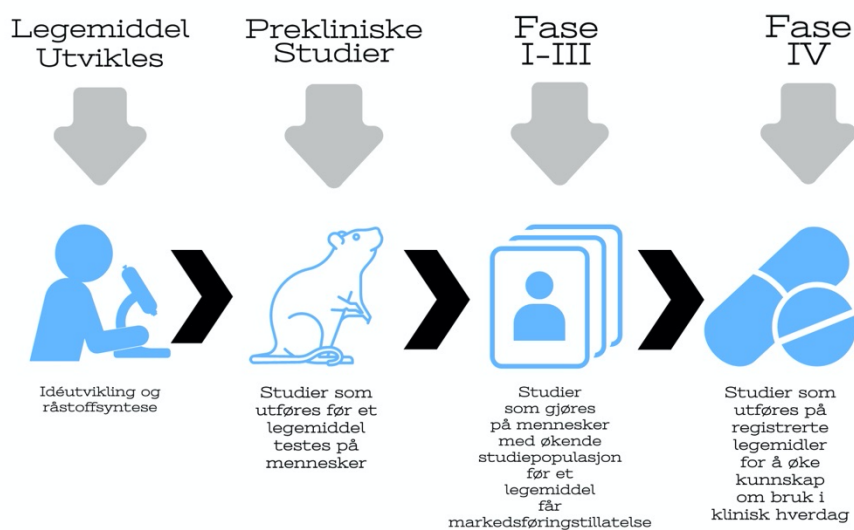 Legemiddel
Utvikles
Prekliniske
Studier
Fase
I-III
Fase
IV
Idéutvikling og
råstoffsyntese
Studier som
utføres før et
legemiddel
testes på
mennesker
Studier
som gjøres
på mennesker
med økende
studiepopulasjon
før et
legemiddel
får
markedsføringstillatelse
Studier som
utføres på
registrerte
legemidler
for å øke
kunnskap
om bruk i
klinisk hverdag